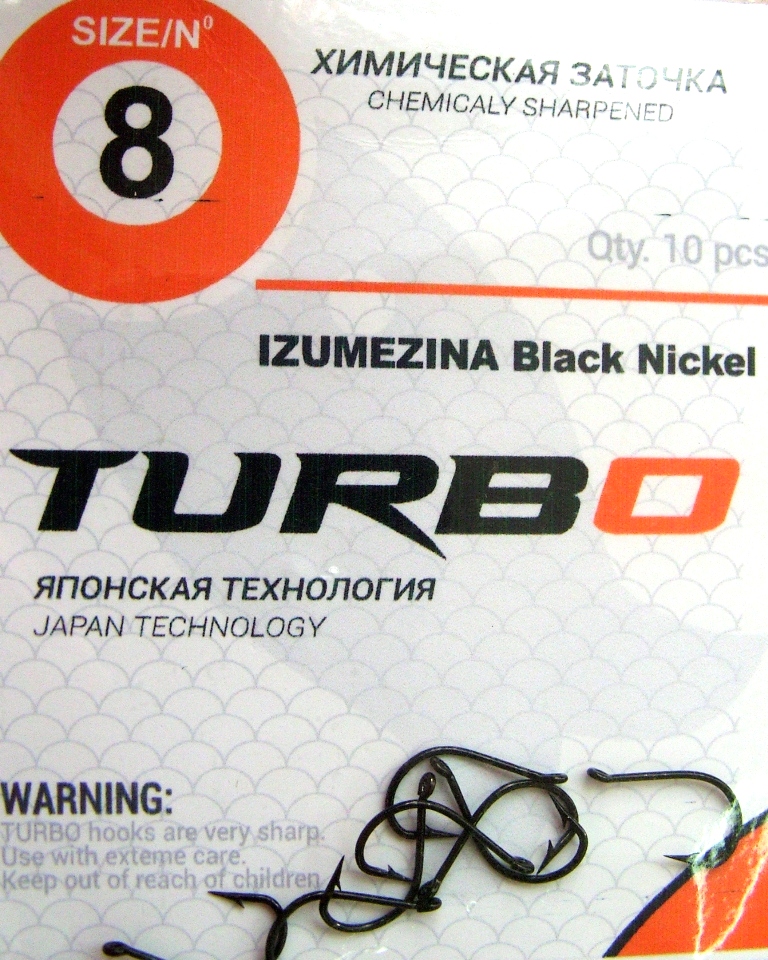 SIZE/N⁰
8
ХИМИЧЕСКАЯ ЗАТОЧКА
CHEMICALY SHARPENED
Qty. 10 pcs
IZUMEZINA Black Nickel
TURBO
ЯПОНСКАЯ ТЕХНОЛОГИЯ
JAPAN TECHNOLOGY
WARNING:
TURBO hooks are very sharp.
Use with exteme care.
Keep out of reach of children